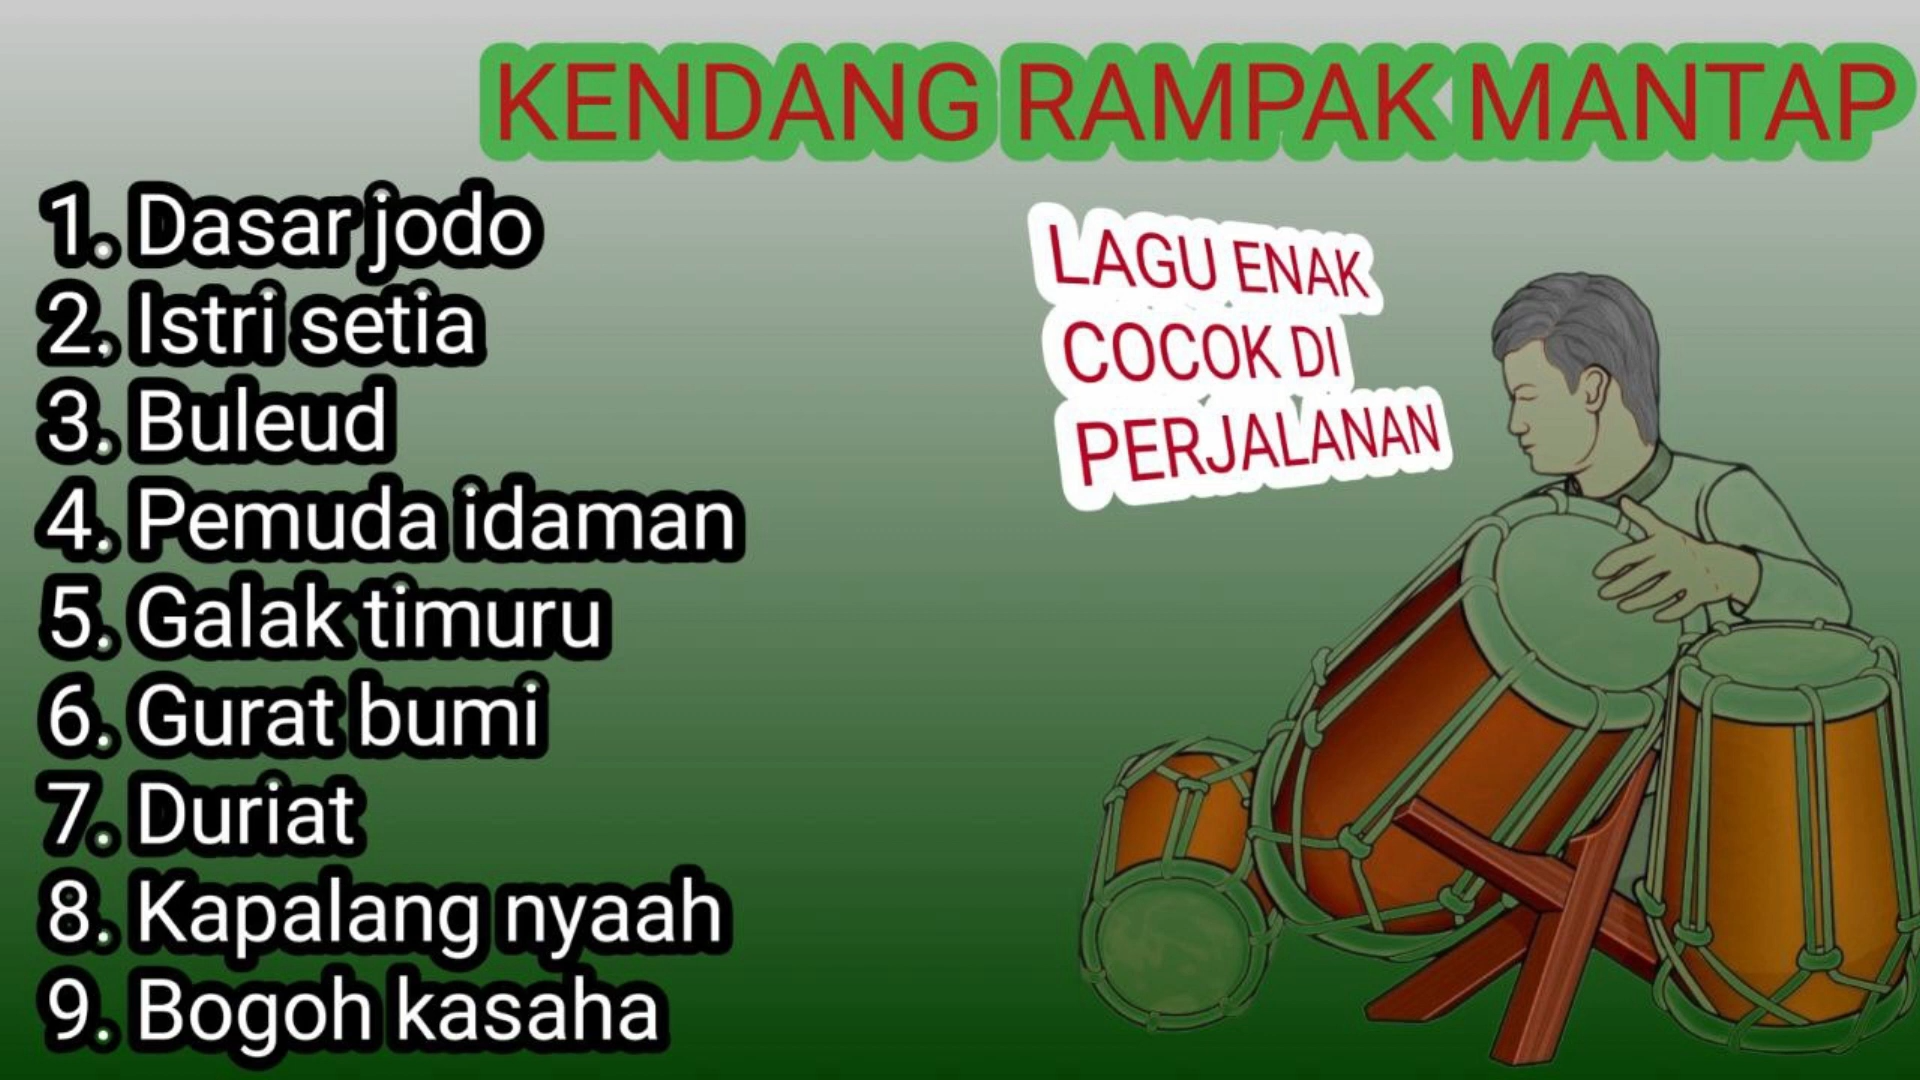 KENDANG RAMPAK MANTAP
1. Dasar jodo
2. Istri setia
3. Buleud
4. Pemuda idaman
5. Galak timuru
6. Gurat bumi
7. Duriat
8. Kapalang nyaah
9. Bogoh kasaha
LAGU ENAK
COCOK DI
PERJALANAN